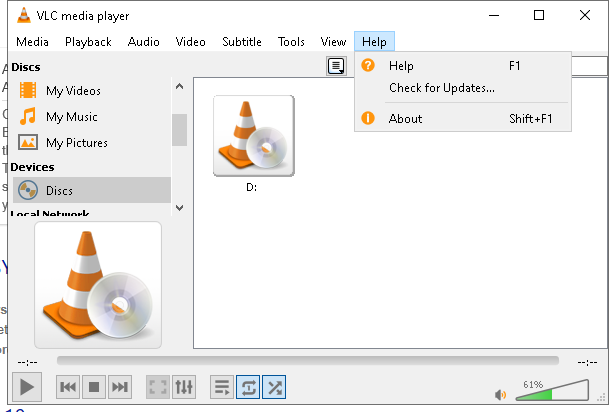 VLC media player
Media Playback Audio Video Subtitle Tools View Help
Discs
My Videos
My Music
My Pictures
Devices
Discs
Local Network
D:
Help F1
Check for Updates...
About Shift+F1
--:-- --:--
61%